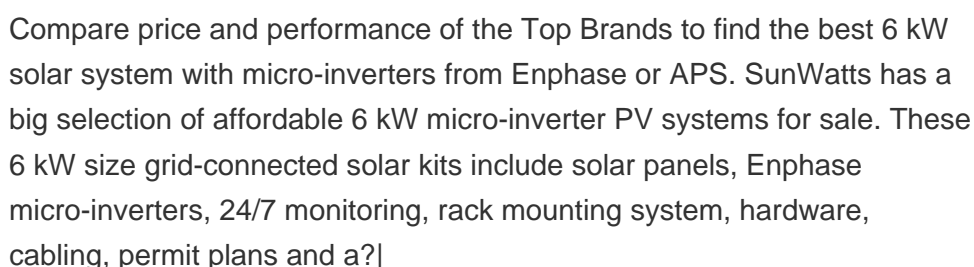 Compare price and performance of the Top Brands to find the best 6 kW
solar system with micro-inverters from Enphase or APS. SunWatts has a
big selection of affordable 6 kW micro-inverter PV systems for sale. These
6 kW size grid-connected solar kits include solar panels, Enphase
micro-inverters, 24/7 monitoring, rack mounting system, hardware,
cabling, permit plans and a?|